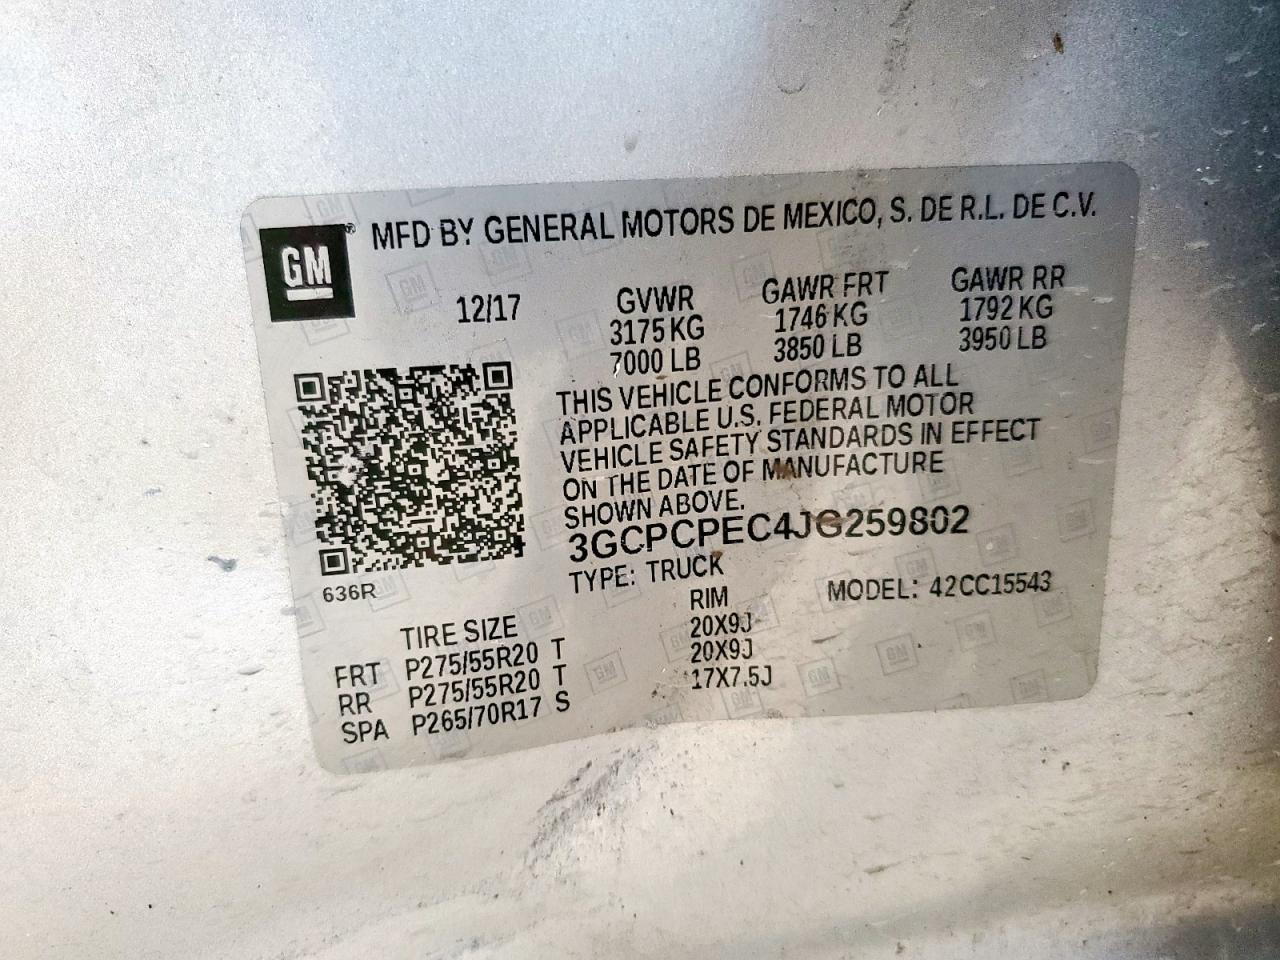 GM
MFD BY GENERAL MOTORS DE MEXICO, S. DE R.L. DE C.V.
12/17 GVWR GAWR FRT GAWR RR
3175 KG 1746 KG 1792 KG
7000 LB 3850 LB 3950 LB
THIS VEHICLE CONFORMS TO ALL
APPLICABLE U.S. FEDERAL MOTOR
VEHICLE SAFETY STANDARDS IN EFFECT
ON THE DATE OF MANUFACTURE
SHOWN ABOVE.
3GCPCPEC4JG259802
636R
TYPE: TRUCK MODEL: 42CC15543
TIRE SIZE RIM
FRT P275/55R20 T 20X9J
RR P275/55R20 T 20X9J
SPA P265/70R17 S 17X7.5J